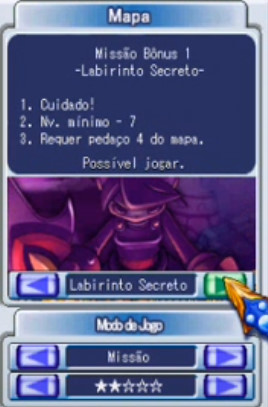 Mapa
Missão Bônus 1
-Labirinto Secreto-
1. Cuidado!
2. Nv. mínimo - 7
3. Requer pedaço 4 do mapa.
Possível jogar.
Labirinto Secreto
Modo de Jogo
Missão
★★☆☆☆